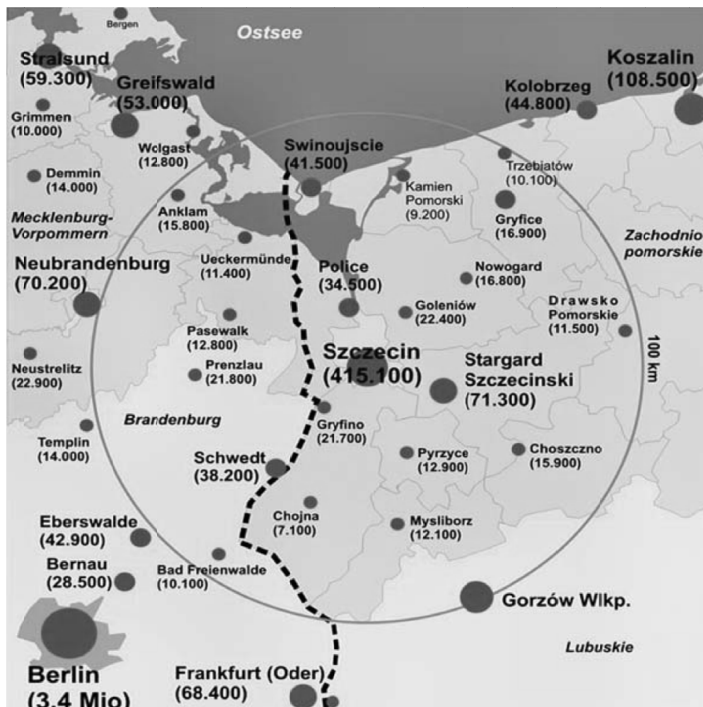 Bergen
Ostsee
Stralsund
(59.300)
Greifswald
(53.000)
Koszalin
(108.500)
Kolobrzeg
(44.800)
Grimmen
(10.000)
Wolgast
(12.800)
Swinoujscie
(41.500)
Trzebiatów
(10.100)
Demmin
(14.000)
Kamien
Pomorski
(9.200)
Anklam
(15.800)
Gryfice
(16.900)
Mecklenburg-
Vorpommern
Zachodnio
pomorskie
Ueckermünde
(11.400)
Neubrandenburg
(70.200)
Police
(34.500)
Nowogard
(16.800)
Goleniów
(22.400)
Drawsko
Pomorskie
(11.500)
Pasewalk
(12.800)
100 km
Neustrelitz
(22.900)
Prenzlau
(21.800)
Szczecin
(415.100)
Stargard
Szczecinski
(71.300)
Brandenburg
Gryfino
(21.700)
Templin
(14.000)
Schwedt
(38.200)
Pyrzyce
(12.900)
Choszczno
(15.900)
Chojna
(7.100)
Mysliborz
(12.100)
Eberswalde
(42.900)
Bernau
(28.500)
Bad Freienwalde
(10.100)
Gorzów Wlkp.
Lubuskie
Berlin
(3.4 Mio)
Frankfurt (Oder)
(68.400)